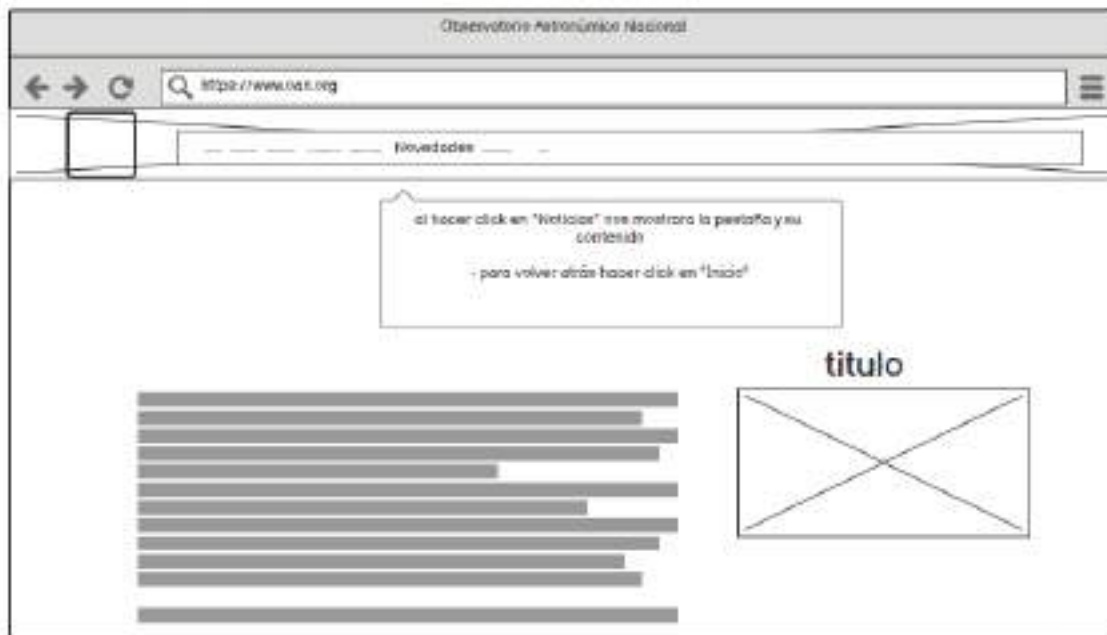 Observatorio Astronómico Nacional
https://www.oan.org
Novedades
al hacer click en "Noticias" nos mostrara la pestaña y su
contenido
- para volver atrás hacer click en "Inicio"
titulo